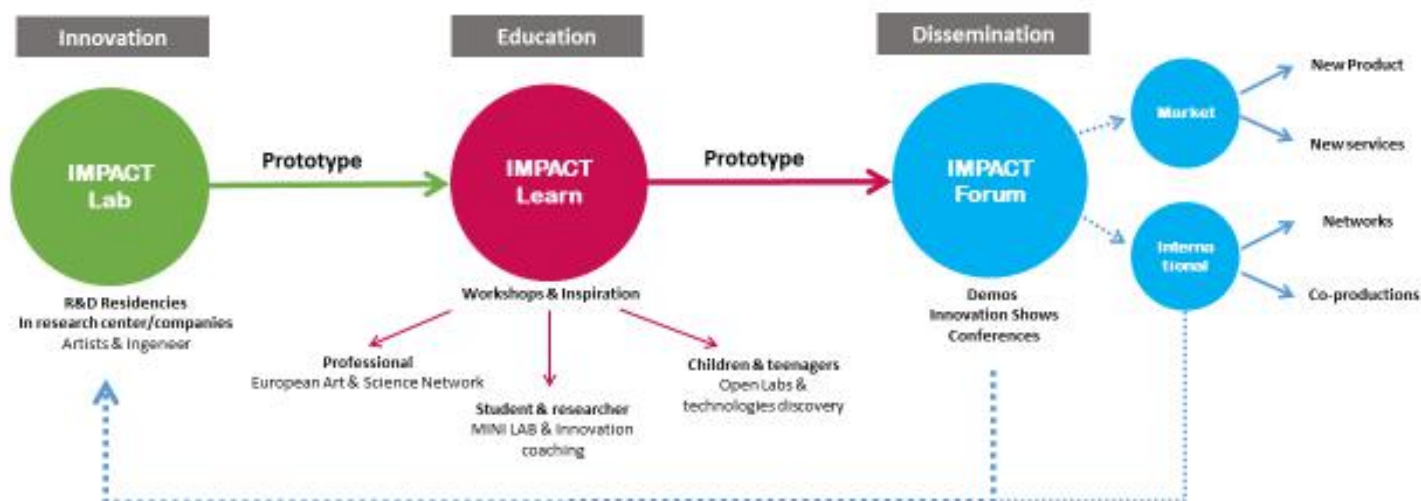 Innovation
Education
Dissemination
IMPACT
Lab
Prototype
IMPACT
Learn
Prototype
IMPACT
Forum
Market
New Product
New services
Interna
tional
Networks
Co-productions
R&D Residencies
In research center/companies
Artists & Ingeneer
Workshops & Inspiration
Professional
European Art & Science Network
Student & researcher
MINI LAB & Innovation
coaching
Children & teenagers
Open Labs &
technologies discovery
Demos
Innovation Shows
Conferences